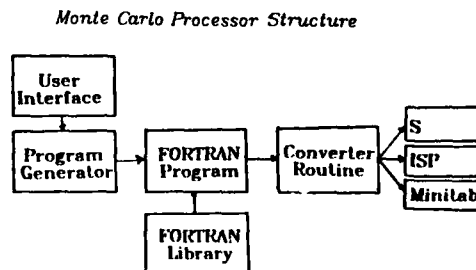 Monte Carlo Processor Structure
User
Interface
Program
Generator
FORTRAN
Program
Converter
Routine
S
ISP
Minitab
FORTRAN
Library